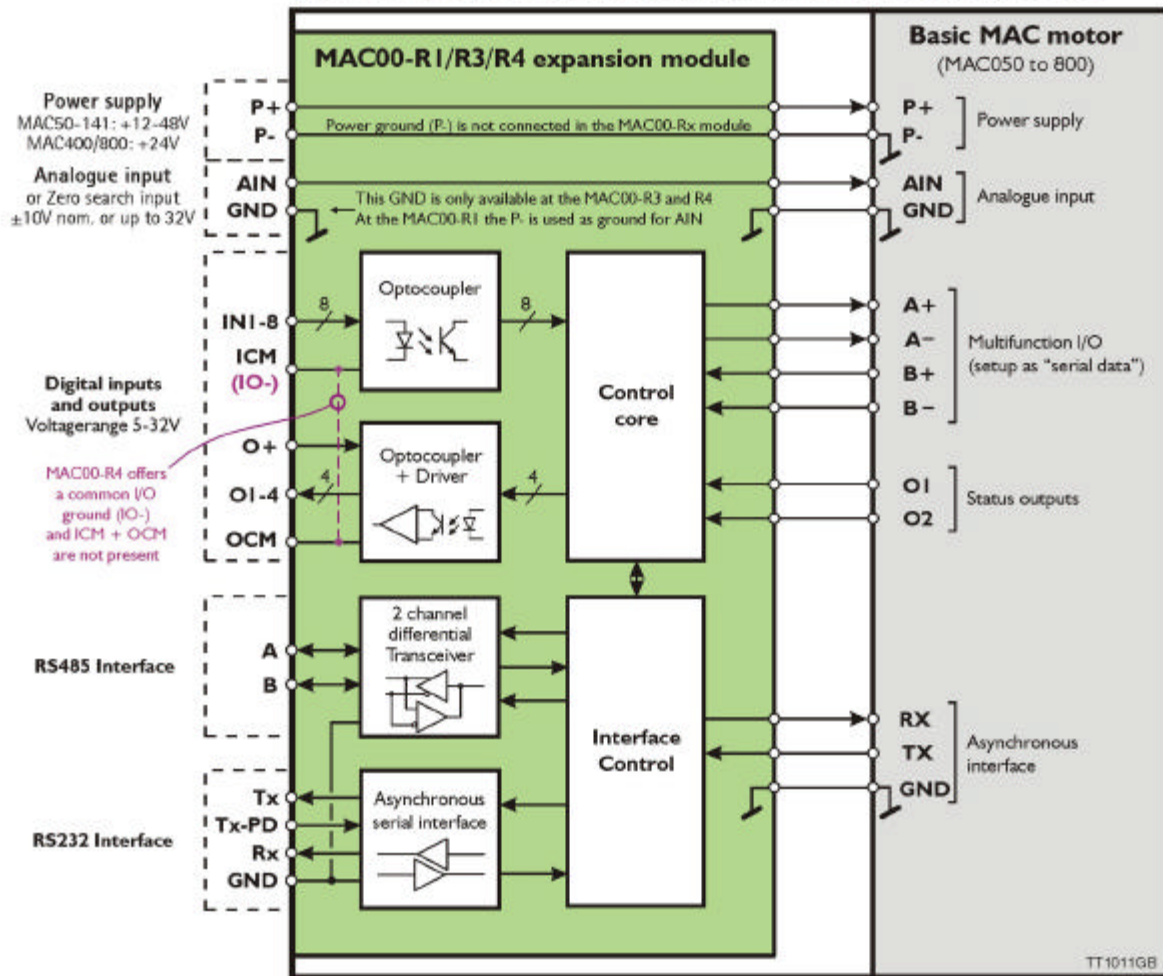 MAC00-R1/R3/R4 expansion module
Basic MAC motor
(MAC050 to 800)
Power supply
MAC50-141: +12-48V
MAC400/800: +24V
P+
P-
Power ground (P-) is not connected in the MAC00-Rx module
P+
P-
Power supply
Analogue input
or Zero search input
±10V nom. or up to 32V
AIN
GND
This GND is only available at the MAC00-R3 and R4
At the MAC00-R1 the P- is used as ground for AIN
AIN
GND
Analogue input
Digital inputs
and outputs
Voltagerange 5-32V
MAC00-R4 offers
a common I/O
ground (IO-)
and ICM + OCM
are not present
IN1-8
ICM
(IO-)
O+
O1-4
OCM
8
Optocoupler
8
4
Optocoupler
+ Driver
4
Control
core
A+
A-
B+
B-
Multifunction I/O
(setup as "serial data")
O1
O2
Status outputs
RS485 Interface
A
B
2 channel
differential
Transceiver
Interface
Control
RX
TX
GND
Asynchronous
interface
RS232 Interface
Tx
Tx-PD
Rx
GND
Asynchronous
serial interface
TT1011GB